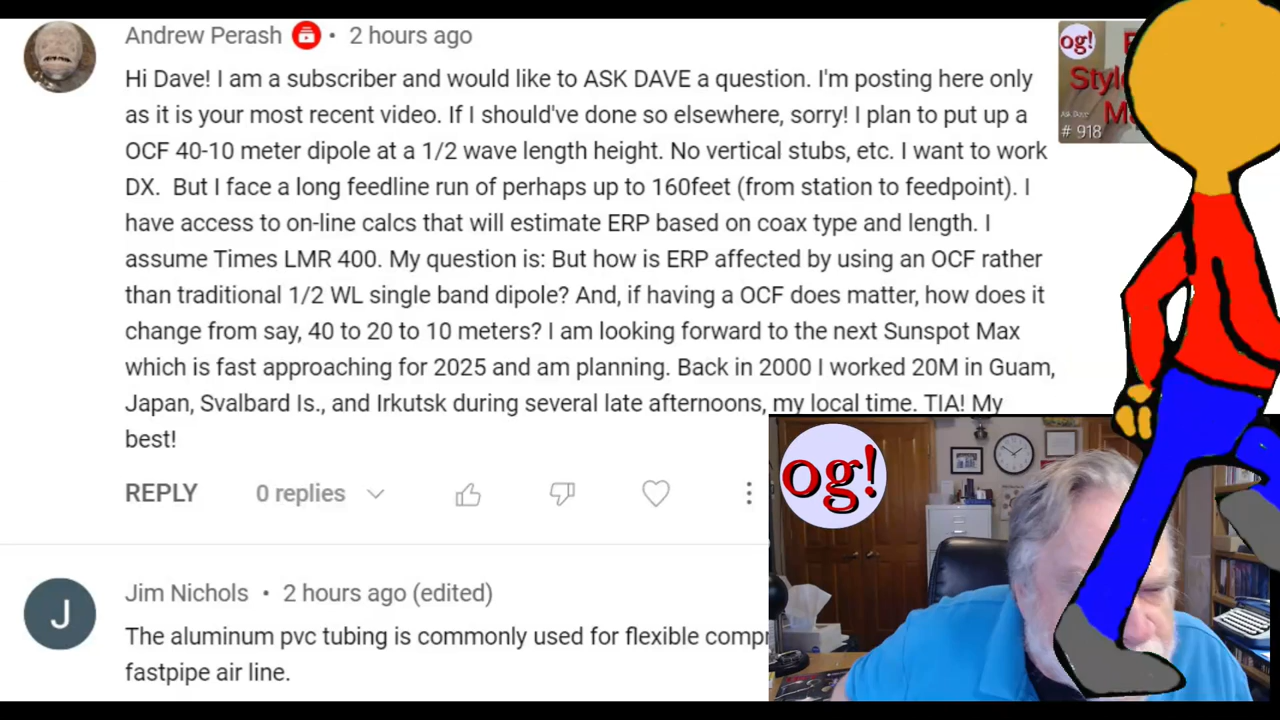 Andrew Perash • 2 hours ago
Hi Dave! I am a subscriber and would like to ASK DAVE a question. I'm posting here only
as it is your most recent video. If I should've done so elsewhere, sorry! I plan to put up a
OCF 40-10 meter dipole at a 1/2 wave length height. No vertical stubs, etc. I want to work
DX. But I face a long feedline run of perhaps up to 160feet (from station to feedpoint). I
have access to on-line calcs that will estimate ERP based on coax type and length. I
assume Times LMR 400. My question is: But how is ERP affected by using an OCF rather
than traditional 1/2 WL single band dipole? And, if having a OCF does matter, how does it
change from say, 40 to 20 to 10 meters? I am looking forward to the next Sunspot Max
which is fast approaching for 2025 and am planning. Back in 2000 I worked 20M in Guam,
Japan, Svalbard Is., and Irkutsk during several late afternoons, my local time. TIA! My
best!
REPLY 0 replies
og!
Ask Dave
# 918
og!
J
Jim Nichols • 2 hours ago (edited)
The aluminum pvc tubing is commonly used for flexible
fastpipe air line.